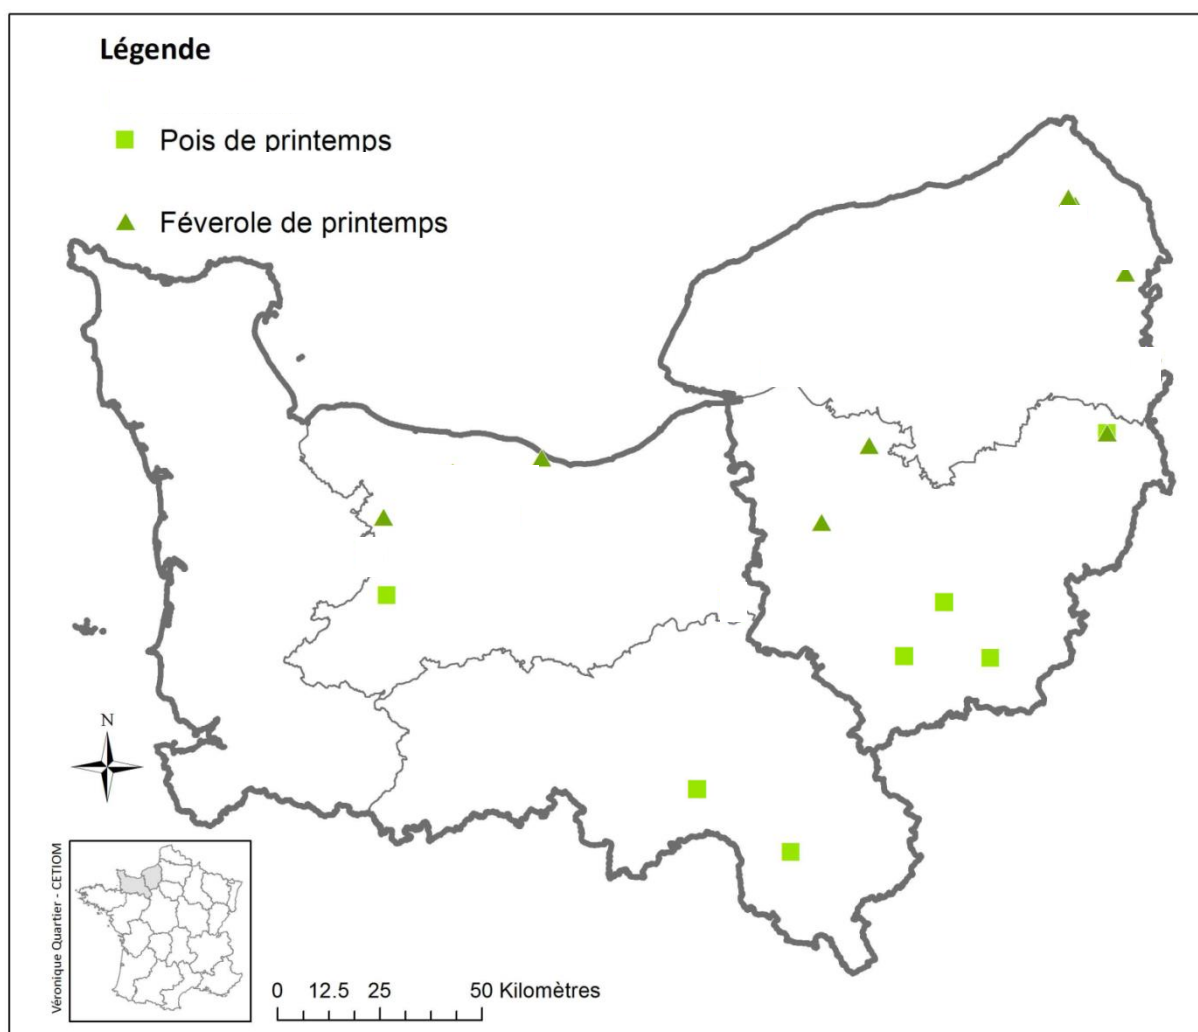 Légende
Pois de printemps
Féverole de printemps
N
Véronique Quartier - CETIOM
0 12.5 25 50 Kilomètres